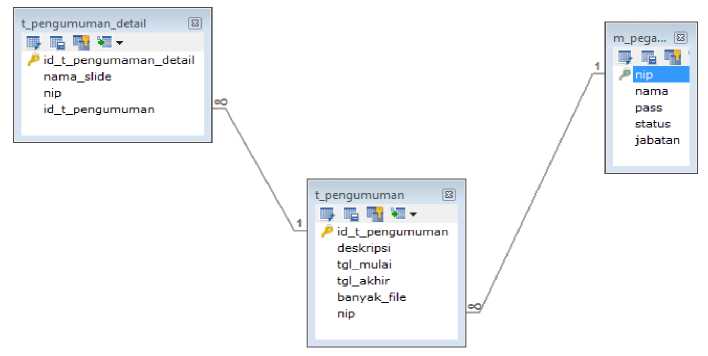 t_pengumuman_detail
id_t_pengumaman_detail
nama_slide
nip
id_t_pengumuman
∞
1
t_pengumuman
id_t_pengumuman
deskripsi
tgl_mulai
tgl_akhir
banyak_file
nip
∞
1
m_pega...
nip
nama
pass
status
jabatan